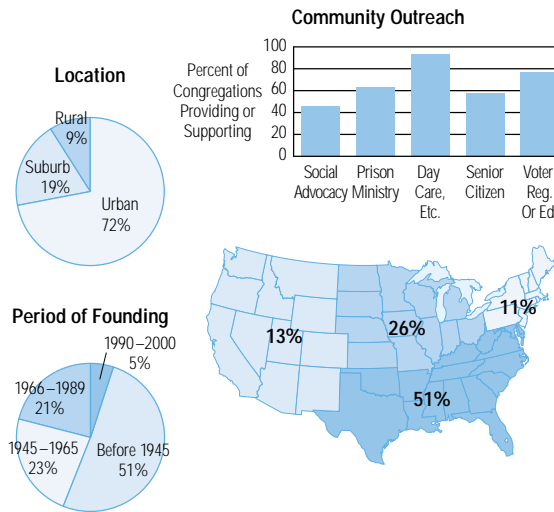 Community Outreach
Percent of
Congregations
Providing or
Supporting
100
80
60
40
20
0
Social
Advocacy
Prison
Ministry
Day
Care,
Etc.
Senior
Citizen
Voter
Reg.
Or Ed
Location
Rural
9%
Suburb
19%
Urban
72%
Period of Founding
1990–2000
5%
1966–1989
21%
1945–1965
23%
Before 1945
51%
13%
26%
11%
51%